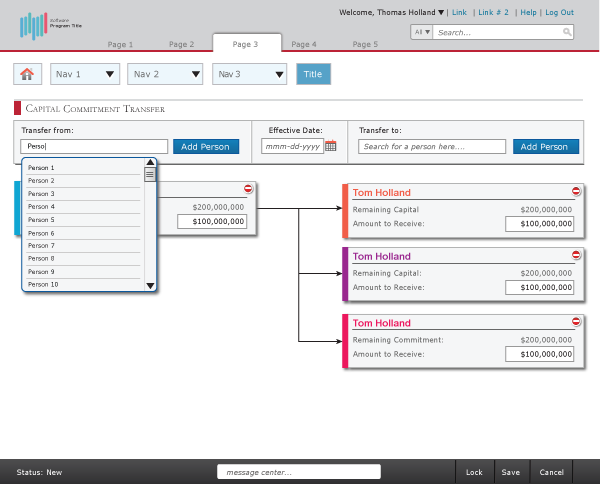 Welcome, Thomas Holland ▼ | Link | Link # 2 | Help | Log Out
Software
Program Title
All ▼ Search...
Page 1 Page 2 Page 3 Page 4 Page 5
Nav 1 Nav 2 Nav 3 Title
Capital Commitment Transfer
Transfer from: Effective Date: Transfer to:
Perso Add Person mmm-dd-yyyy Search for a person here.... Add Person
Person 1
Person 2
Person 3
Person 4
Person 5
Person 6
Person 7
Person 8
Person 9
Person 10
$200,000,000
$100,000,000
Tom Holland
Remaining Capital $200,000,000
Amount to Receive: $100,000,000
Tom Holland
Remaining Capital: $200,000,000
Amount to Receive: $100,000,000
Tom Holland
Remaining Commitment: $200,000,000
Amount to Receive: $100,000,000
Status: New message center... Lock Save Cancel